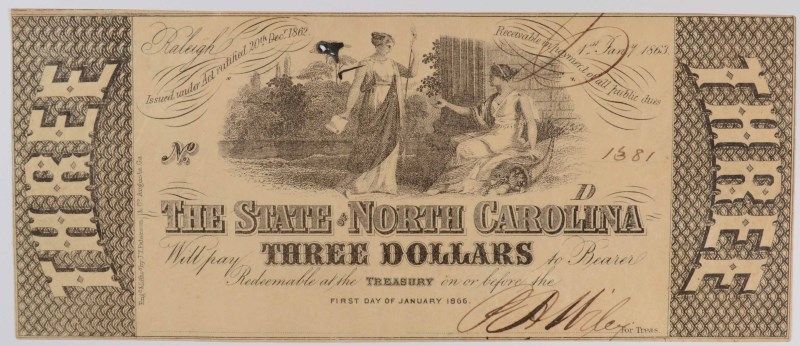 THREE
Raleigh
Issued under Act ratified 20th Decr. 1862.
Receivable in payment of all public dues
1st Jany. 1863
THREE
No
1381
D
THE STATE of NORTH CAROLINA
Will pay THREE DOLLARS to Bearer
Redeemable at the TREASURY on or before the
FIRST DAY OF JANUARY 1866.
for Treas